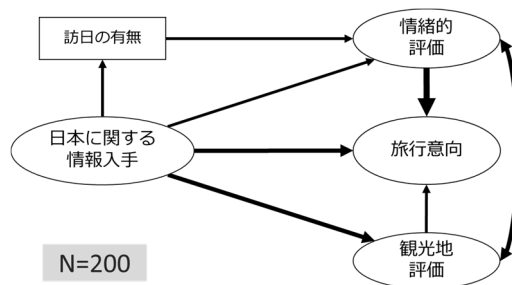 訪日の有無
情緒的
評価
日本に関する
情報入手
旅行意向
観光地
評価
N=200